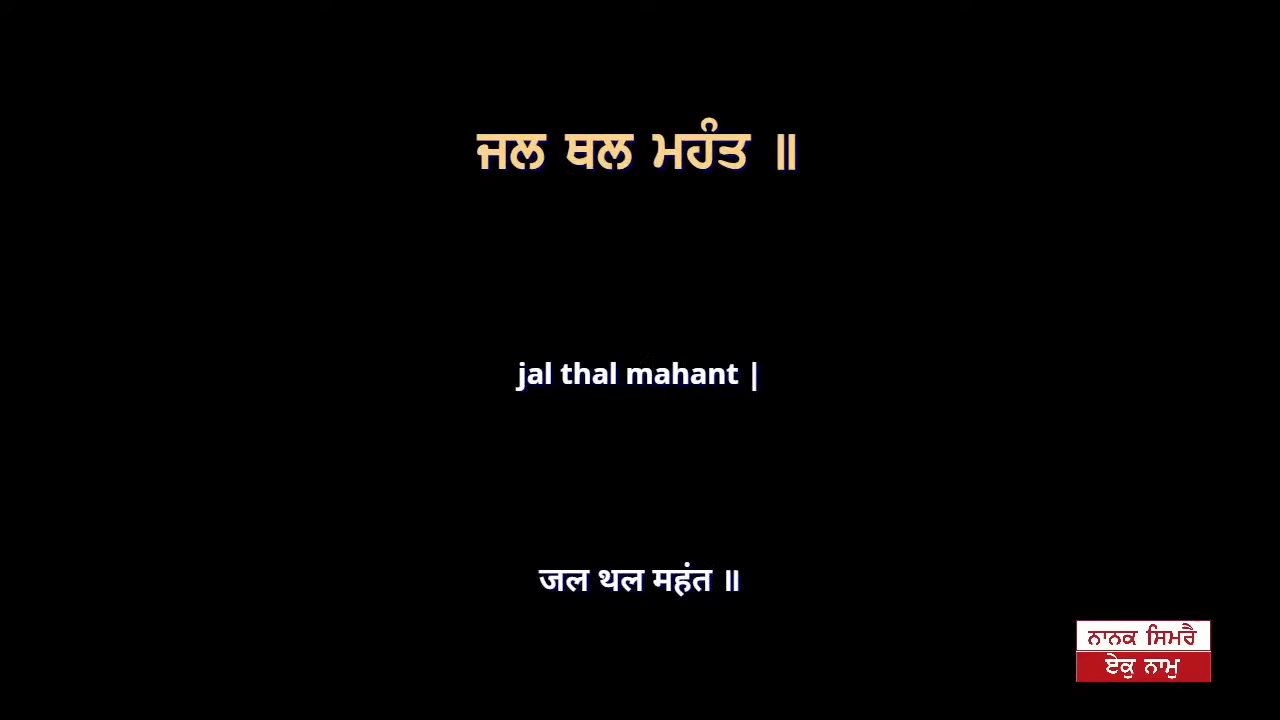 ਜਲ ਥਲ ਮਹੰਤ ॥
jal thal mahant |
जल थल महंत ॥
ਨਾਨਕ ਸਿਮਰੈ
ਏਕੁ ਨਾਮੁ